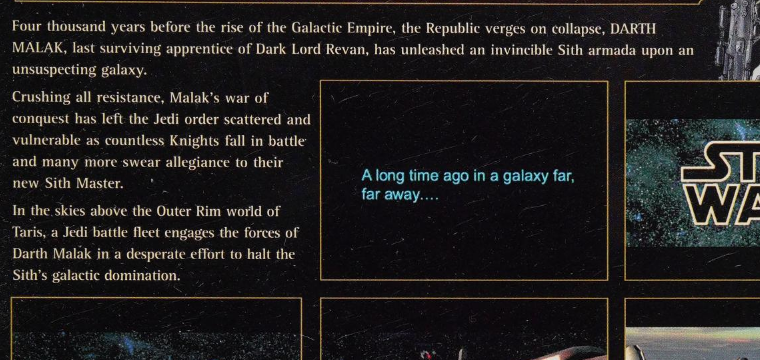 Four thousand years before the rise of the Galactic Empire, the Republic verges on collapse, DARTH
MALAK, last surviving apprentice of Dark Lord Revan, has unleashed an invincible Sith armada upon an
unsuspecting galaxy.
Crushing all resistance, Malak's war of
conquest has left the Jedi order scattered and
vulnerable as countless Knights fall in battle
and many more swear allegiance to their
new Sith Master.
In the skies above the Outer Rim world of
Taris, a Jedi battle fleet engages the forces of
Darth Malak in a desperate effort to halt the
Sith's galactic domination.
A long time ago in a galaxy far,
far away....
ST
WA